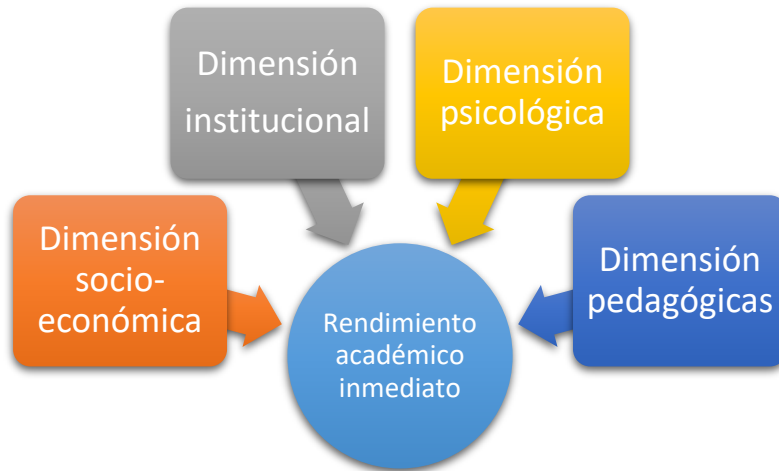 Dimensión
institucional
Dimensión
psicológica
Dimensión
socio-
económica
Dimensión
pedagógicas
Rendimiento
académico
inmediato